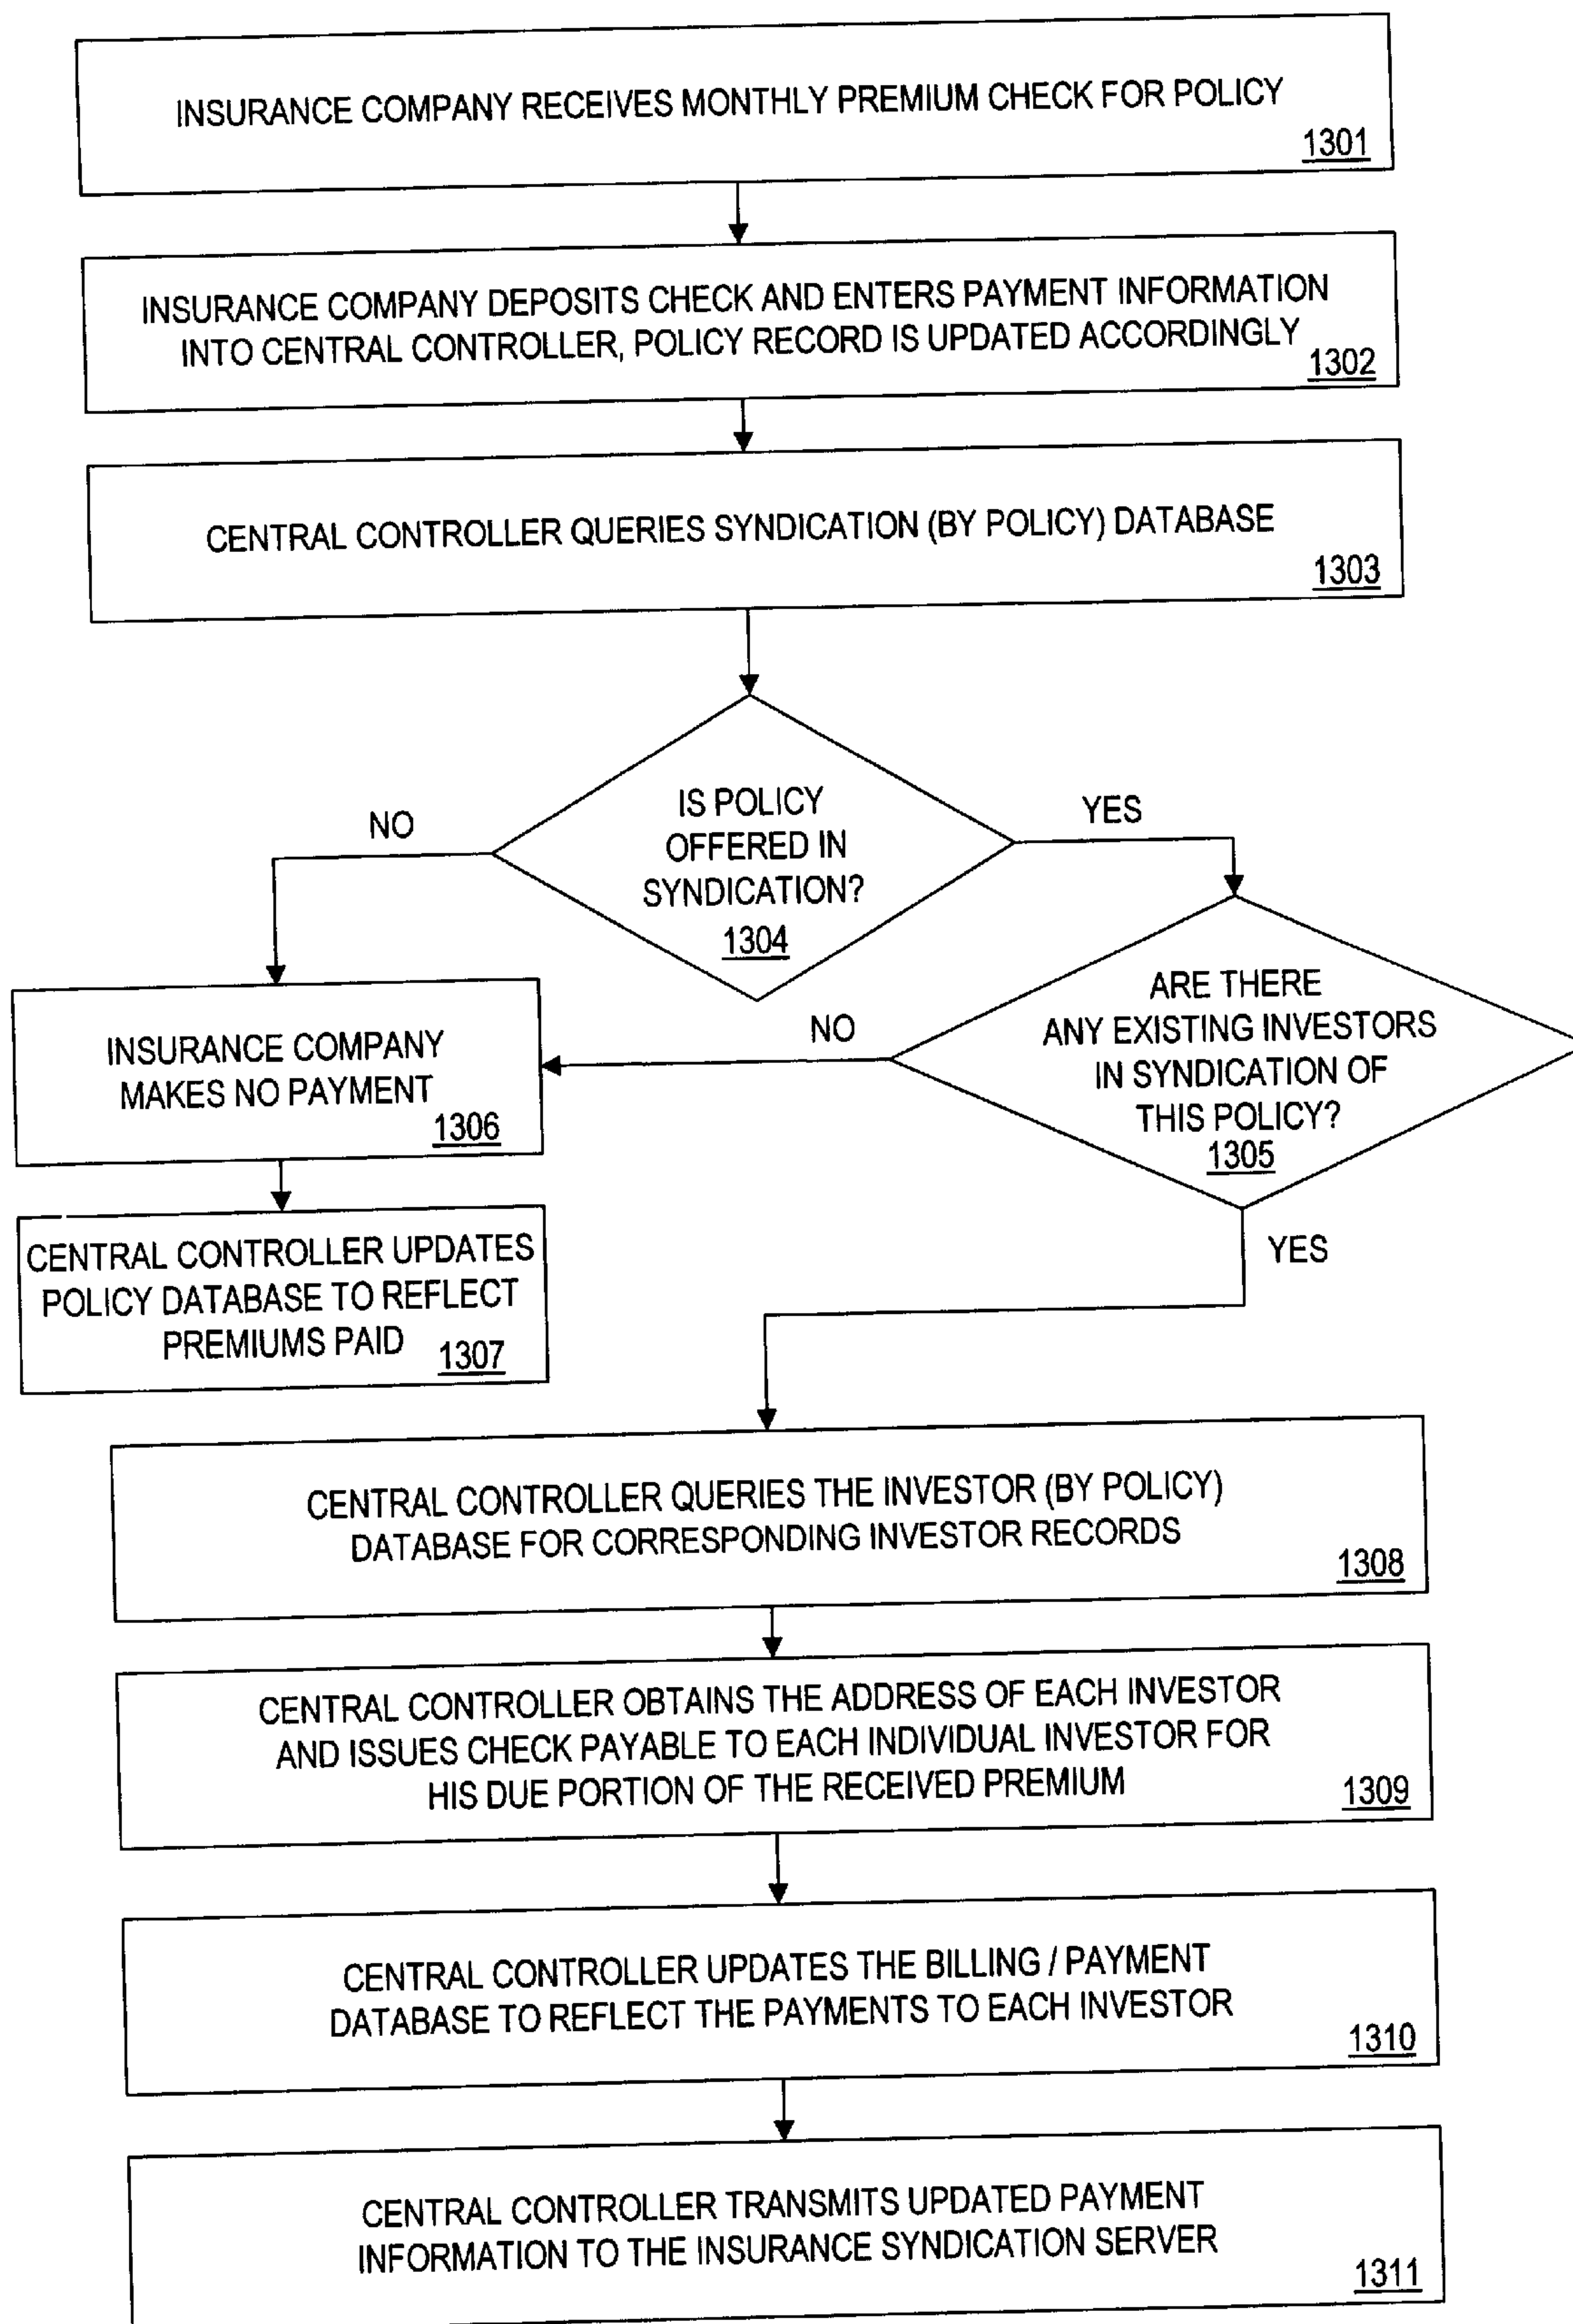 INSURANCE COMPANY RECEIVES MONTHLY PREMIUM CHECK FOR POLICY
1301
INSURANCE COMPANY DEPOSITS CHECK AND ENTERS PAYMENT INFORMATION
INTO CENTRAL CONTROLLER, POLICY RECORD IS UPDATED ACCORDINGLY
1302
CENTRAL CONTROLLER QUERIES SYNDICATION (BY POLICY) DATABASE
1303
IS POLICY
OFFERED IN
SYNDICATION?
1304
NO
YES
ARE THERE
ANY EXISTING INVESTORS
IN SYNDICATION OF
THIS POLICY?
1305
NO
YES
INSURANCE COMPANY
MAKES NO PAYMENT
1306
CENTRAL CONTROLLER UPDATES
POLICY DATABASE TO REFLECT
PREMIUMS PAID
1307
CENTRAL CONTROLLER QUERIES THE INVESTOR (BY POLICY)
DATABASE FOR CORRESPONDING INVESTOR RECORDS
1308
CENTRAL CONTROLLER OBTAINS THE ADDRESS OF EACH INVESTOR
AND ISSUES CHECK PAYABLE TO EACH INDIVIDUAL INVESTOR FOR
HIS DUE PORTION OF THE RECEIVED PREMIUM
1309
CENTRAL CONTROLLER UPDATES THE BILLING / PAYMENT
DATABASE TO REFLECT THE PAYMENTS TO EACH INVESTOR
1310
CENTRAL CONTROLLER TRANSMITS UPDATED PAYMENT
INFORMATION TO THE INSURANCE SYNDICATION SERVER
1311